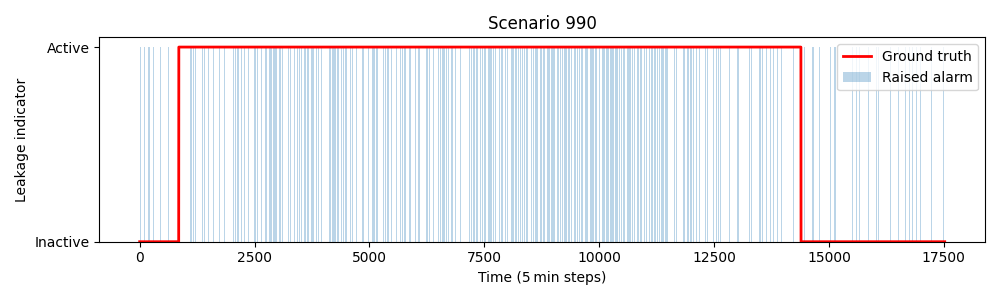 Scenario 990
Active
Inactive
Leakage indicator
Ground truth
Raised alarm
0 2500 5000 7500 10000 12500 15000 17500
Time (5 min steps)